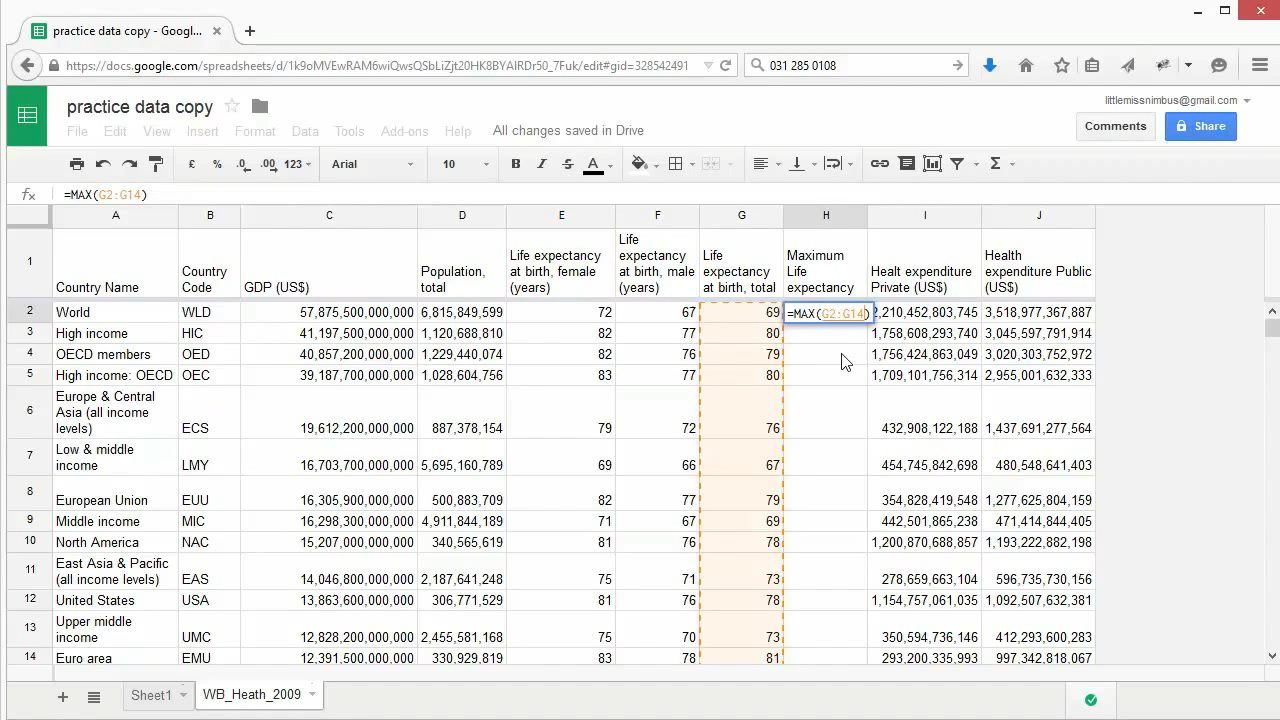 practice data copy - Googl...
https://docs.google.com/spreadsheets/d/1k9oMVEwRAM6wiQwsQSbLiZjt20HK8BYAIRDr50_7Fuk/edit#gid=328542491
031 285 0108
practice data copy
littlemissnimbus@gmail.com
File Edit View Insert Format Data Tools Add-ons Help All changes saved in Drive
Comments Share
£ % .0 .00 123 Arial 10 B I S A Σ
fx =MAX(G2:G14)
A B C D E F G H I J
1 Country Name
Country
Code
GDP (US$)
Population,
total
Life expectancy
at birth, female
(years)
Life
expectancy
at birth, male
(years)
Life
expectancy
at birth, total
Maximum
Life
expectancy
Healt expenditure
Private (US$)
Health
expenditure Public
(US$)
2 World WLD 57,875,500,000,000 6,815,849,599 72 67 69 =MAX(G2:G14) 2,210,452,803,745 3,518,977,367,887
3 High income HIC 41,197,500,000,000 1,120,688,810 82 77 80 1,758,608,293,740 3,045,597,791,914
4 OECD members OED 40,857,200,000,000 1,229,440,074 82 76 79 1,756,424,863,049 3,020,303,752,972
5 High income: OECD OEC 39,187,700,000,000 1,028,604,756 83 77 80 1,709,101,756,314 2,955,001,632,333
6 Europe & Central
Asia (all income
levels) ECS 19,612,200,000,000 887,378,154 79 72 76 432,908,122,188 1,437,691,277,564
7 Low & middle
income LMY 16,703,700,000,000 5,695,160,789 69 66 67 454,745,842,698 480,548,641,403
8 European Union EUU 16,305,900,000,000 500,883,709 82 77 79 354,828,419,548 1,277,625,804,159
9 Middle income MIC 16,298,300,000,000 4,911,844,189 71 67 69 442,501,865,238 471,414,844,405
10 North America NAC 15,207,000,000,000 340,565,619 81 76 78 1,200,870,688,857 1,193,222,882,198
11 East Asia & Pacific
(all income levels) EAS 14,046,800,000,000 2,187,641,248 75 71 73 278,659,663,104 596,735,730,156
12 United States USA 13,863,600,000,000 306,771,529 81 76 78 1,154,757,061,035 1,092,507,632,381
13 Upper middle
income UMC 12,828,200,000,000 2,455,581,168 75 70 73 350,594,736,146 412,293,600,283
14 Euro area EMU 12,391,500,000,000 330,929,819 83 78 81 293,200,335,993 997,342,818,067
Sheet1 WB_Heath_2009